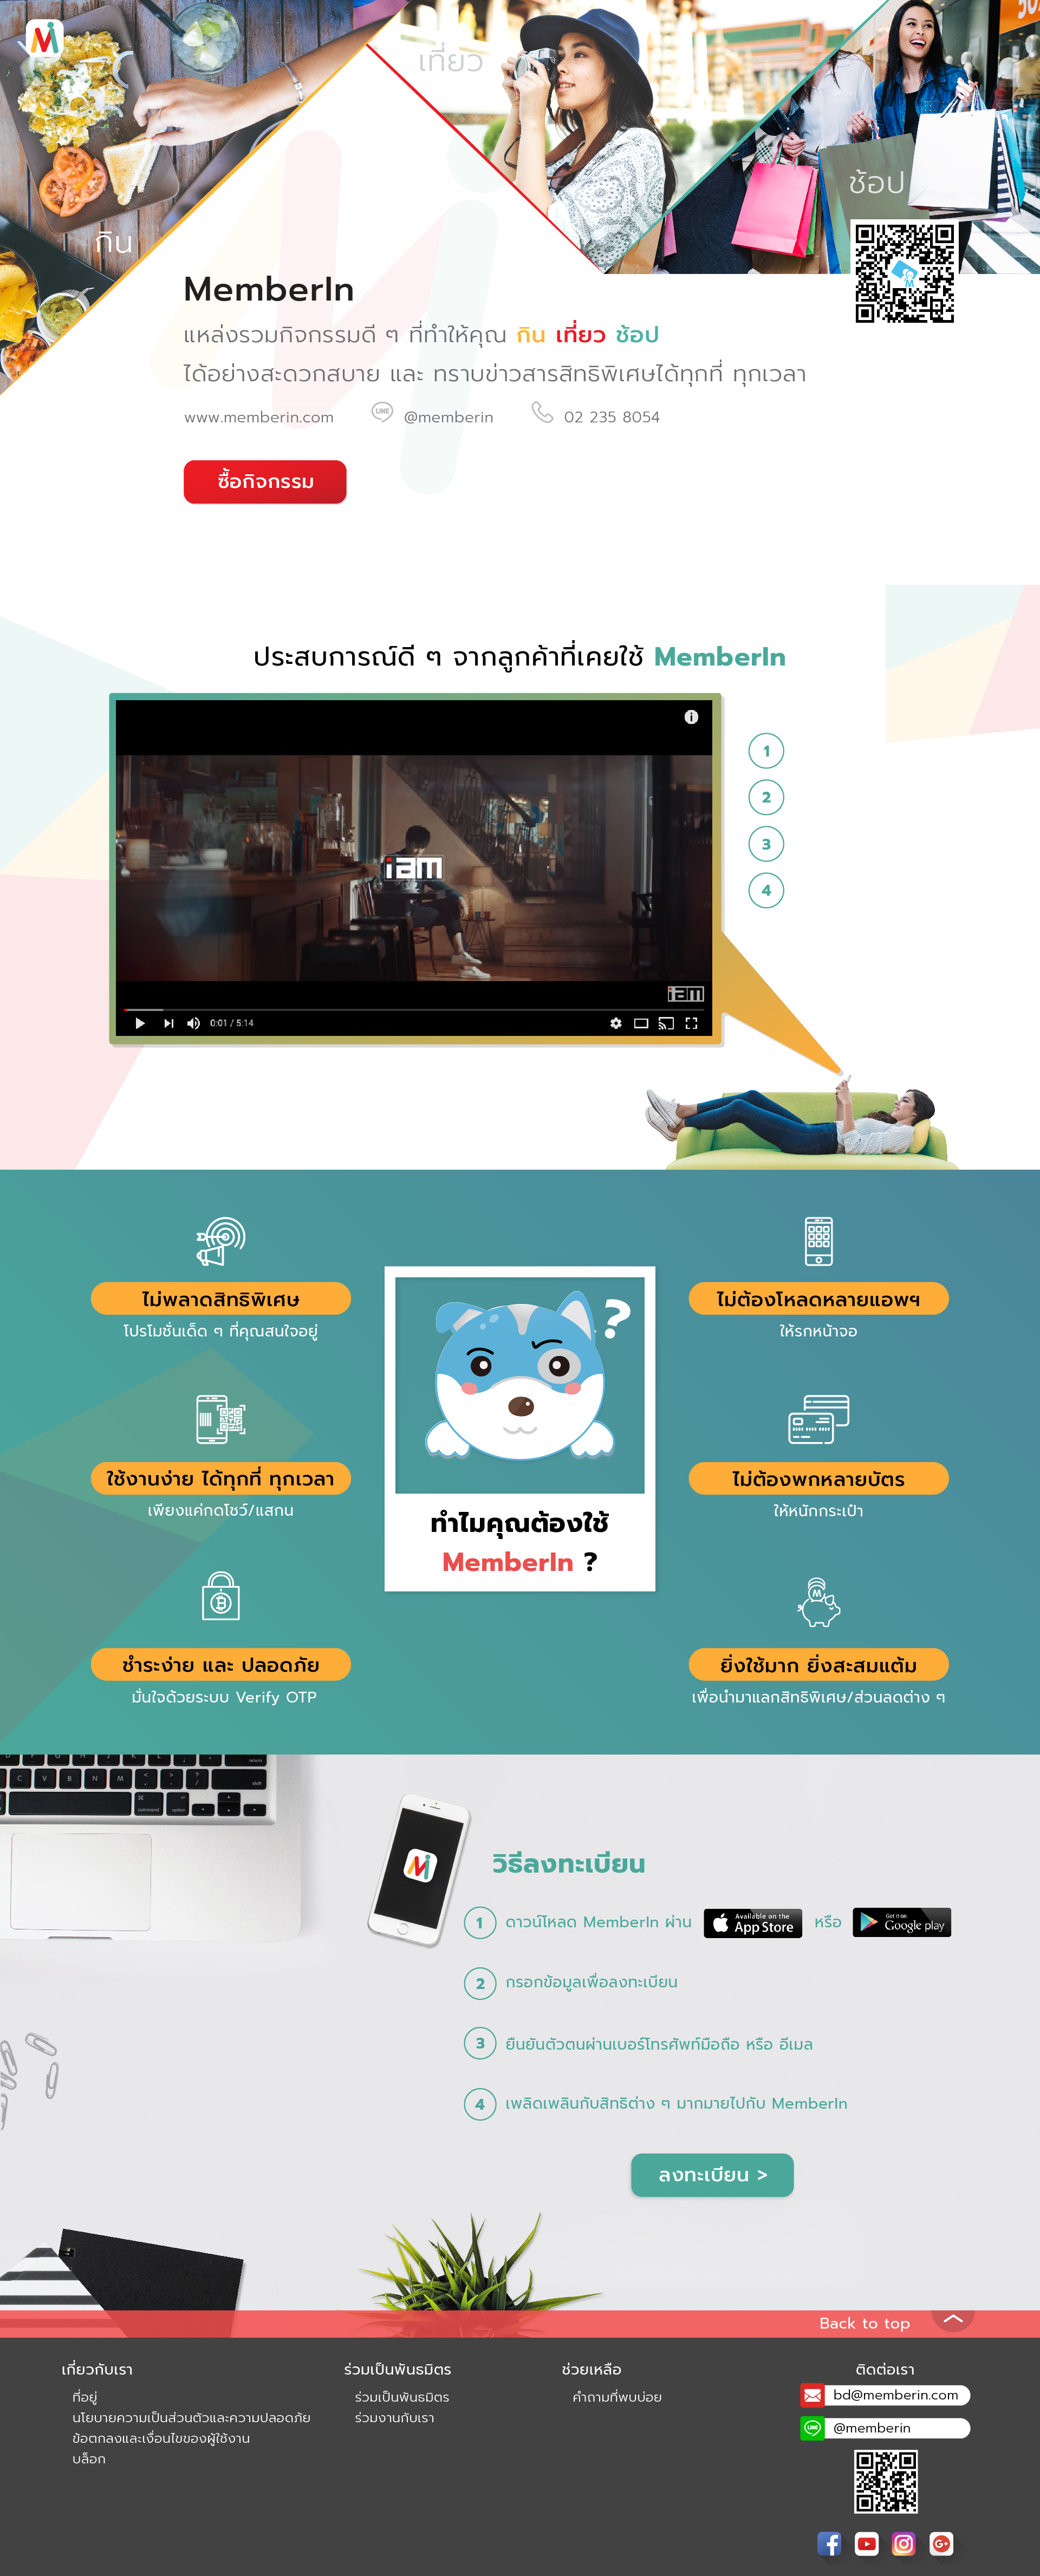 เที่ยว
ช้อป
กิน
MemberIn
แหล่งรวมกิจกรรมดี ๆ ที่ทำให้คุณ กิน เที่ยว ช้อป
ได้อย่างสะดวกสบาย และ ทราบข่าวสารสิทธิพิเศษได้ทุกที่ ทุกเวลา
www.memberin.com LINE @memberin 02 235 8054
ซื้อกิจกรรม
ประสบการณ์ดี ๆ จากลูกค้าที่เคยใช้ MemberIn
1
2
3
4
iam
iam
0:01 / 5:14
ไม่พลาดสิทธิพิเศษ
โปรโมชั่นเด็ด ๆ ที่คุณสนใจอยู่
ใช้งานง่าย ได้ทุกที่ ทุกเวลา
เพียงแค่กดโชว์/แสกน
ชำระง่าย และ ปลอดภัย
มั่นใจด้วยระบบ Verify OTP
?
ทำไมคุณต้องใช้
MemberIn ?
ไม่ต้องโหลดหลายแอพฯ
ให้รกหน้าจอ
ไม่ต้องพกหลายบัตร
ให้หนักกระเป๋า
M
ยิ่งใช้มาก ยิ่งสะสมแต้ม
เพื่อนำมาแลกสิทธิพิเศษ/ส่วนลดต่าง ๆ
วิธีลงทะเบียน
1 ดาวน์โหลด MemberIn ผ่าน Available on the App Store หรือ Get it on Google play
2 กรอกข้อมูลเพื่อลงทะเบียน
3 ยืนยันตัวตนผ่านเบอร์โทรศัพท์มือถือ หรือ อีเมล
4 เพลิดเพลินกับสิทธิต่าง ๆ มากมายไปกับ MemberIn
ลงทะเบียน >
Back to top
เกี่ยวกับเรา
ที่อยู่
นโยบายความเป็นส่วนตัวและความปลอดภัย
ข้อตกลงและเงื่อนไขของผู้ใช้งาน
บล็อก
ร่วมเป็นพันธมิตร
ร่วมเป็นพันธมิตร
ร่วมงานกับเรา
ช่วยเหลือ
คำถามที่พบบ่อย
ติดต่อเรา
bd@memberin.com
LINE @memberin